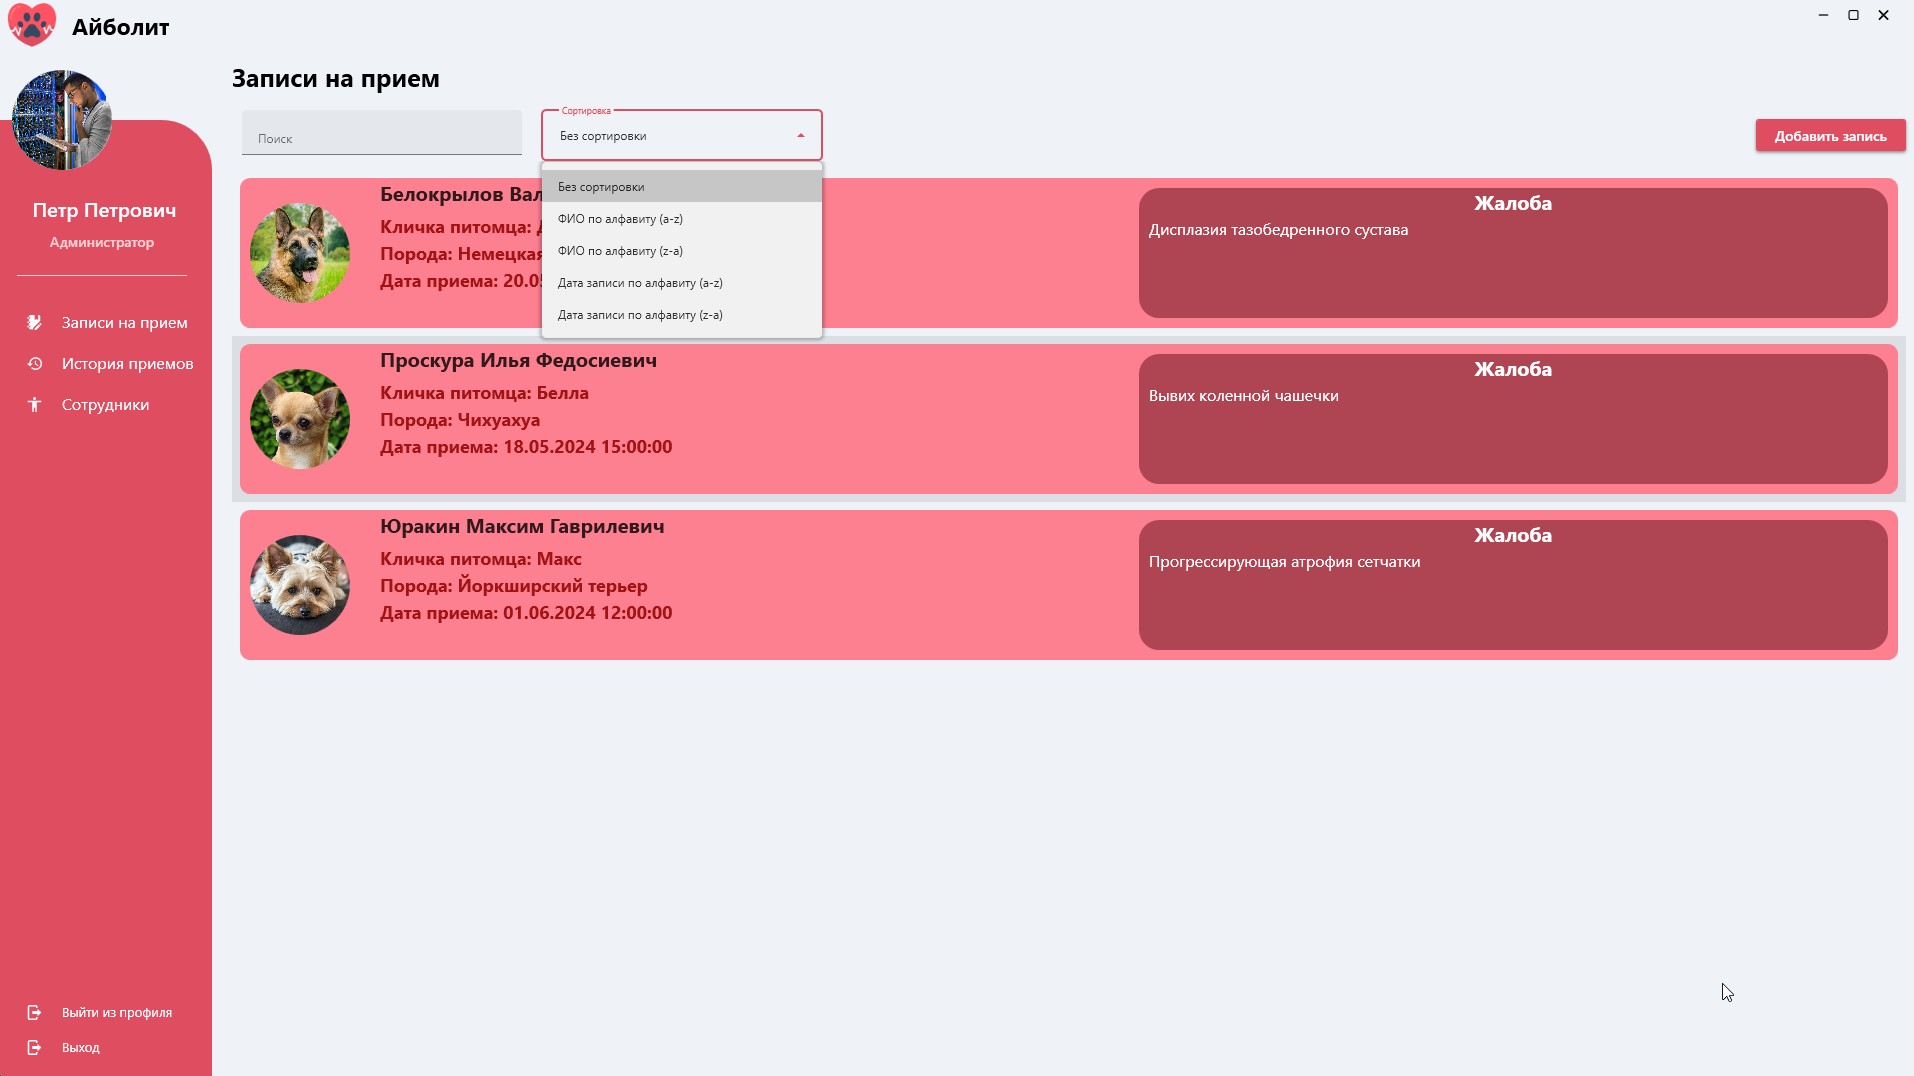 Айболит
Записи на прием
Поиск
Сортировка
Без сортировки
Добавить запись
Без сортировки
ФИО по алфавиту (a-z)
ФИО по алфавиту (z-a)
Дата записи по алфавиту (a-z)
Дата записи по алфавиту (z-a)
Петр Петрович
Администратор
Записи на прием
История приемов
Сотрудники
Выйти из профиля
Выход
Белокрылов
Кличка питомца:
Порода: Немецкая
Дата приема:
Жалоба
Дисплазия тазобедренного сустава
Проскура Илья Федосиевич
Кличка питомца: Белла
Порода: Чихуахуа
Дата приема: 18.05.2024 15:00:00
Жалоба
Вывих коленной чашечки
Юракин Максим Гаврилевич
Кличка питомца: Макс
Порода: Йоркширский терьер
Дата приема: 01.06.2024 12:00:00
Жалоба
Прогрессирующая атрофия сетчатки